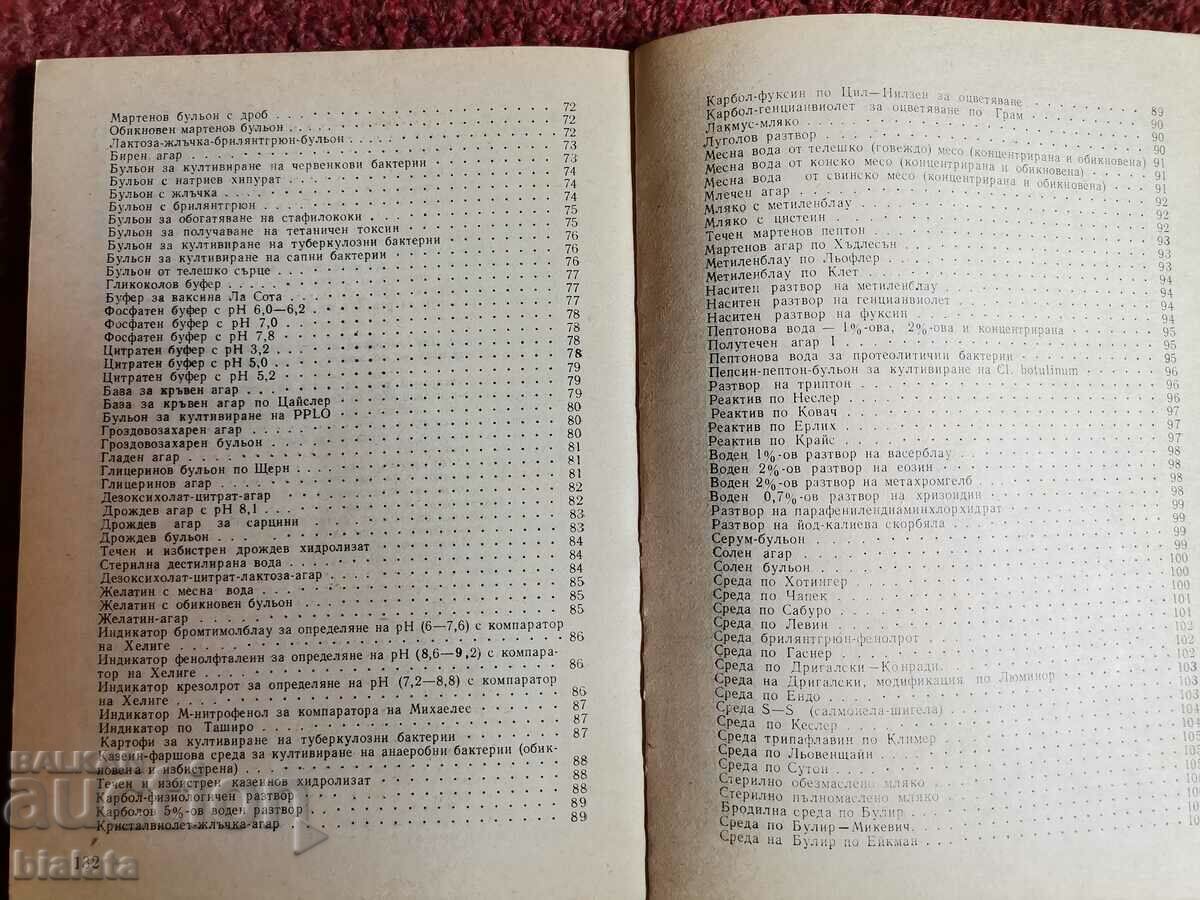 Мартенов бульон с дроб 72
Обикновен мартенов бульон 72
Лактоза-жлъчка-брилянтгрюн-бульон 72
Бирен агар 73
Бульон за култивиране на червенкови бактерии 73
Бульон с натриев хипурат 74
Бульон с жлъчка 74
Бульон с брилянтгрюн 74
Бульон за обогатяване на стафилококи 75
Бульон за получаване на тетаничен токсин 75
Бульон за култивиране на туберкулозни бактерии 76
Бульон за култивиране на сапни бактерии 76
Бульон от телешко сърце 76
Гликоколов буфер 77
Буфер за ваксина Ла Сота 77
Фосфатен буфер с pH 6,0—6,2 77
Фосфатен буфер с pH 7,0 78
Фосфатен буфер с pH 7,8 78
Цитратен буфер с pH 3,2 78
Цитратен буфер с pH 5,0 78
Цитратен буфер с pH 5,2 79
База за кръвен агар 79
База за кръвен агар по Цайслер 79
Бульон за култивиране на PPLO 80
Гроздовозахарен агар 80
Гроздовозахарен бульон 80
Гладен агар 81
Глицеринов бульон по Щерн 81
Глицеринов агар 81
Дезоксихолат-цитрат-агар 82
Дрождев агар с pH 8,1 82
Дрождев агар за сарцини 83
Дрождев бульон 83
Течен и избистрен дрождев хидролизат 84
Стерилна дестилирана вода 84
Дезоксихолат-цитрат-лактоза-агар 84
Желатин с месна вода 85
Желатин с обикновен бульон 85
Желатин-агар 85
Индикатор бромтимолблау за определяне на pH (6—7,6) с компаратор
на Хелиге 86
Индикатор фенолфталеин за определяне на pH (8,6—9,2) с компара-
тор на Хелиге 86
Индикатор крезолрот за определяне на pH (7,2—8,8) с компаратор
на Хелиге 86
Индикатор М-нитрофенол за компаратора на Михаелес 87
Индикатор по Таширо 87
Картофи за култивиране на туберкулозни бактерии 87
Казеин-фаршова среда за култивиране на анаеробни бактерии (обик-
новена и избистрена) 88
Течен и избистрен казеинов хидролизат 88
Карбол-физиологичен разтвор 88
Карболов 5%-ов воден разтвор 89
Кристалвиолет-жлъчка-агар 89
132
Карбол-фуксин по Цил—Нилзен за оцветяване 89
Карбол-генцианвиолет за оцветяване по Грам 90
Лакмус-мляко 90
Луголов разтвор 90
Месна вода от телешко (говеждо) месо (концентрирана и обикновена) 91
Месна вода от конско месо (концентрирана и обикновена) 91
Месна вода от свинско месо (концентрирана и обикновена) 91
Млечен агар 92
Мляко с метиленблау 92
Мляко с цистеин 92
Течен мартенов пептон 93
Мартенов агар по Хъдлесън 93
Метиленблау по Льофлер 93
Метиленблау по Клет 94
Наситен разтвор на метиленблау 94
Наситен разтвор на генцианвиолет 94
Наситен разтвор на фуксин 94
Пептонова вода — 1%-ова, 2%-ова и концентрирана 95
Полутечен агар I 95
Пептонова вода за протеолитични бактерии 95
Пепсин-пептон-бульон за култивиране на Cl. botulinum 96
Разтвор на триптон 96
Реактив по Неслер 96
Реактив по Ковач 97
Реактив по Ерлих 97
Реактив по Крайс 97
Воден 1%-ов разтвор на васерблау 98
Воден 2%-ов разтвор на еозин 98
Воден 2%-ов разтвор на метахромгелб 98
Воден 0,7%-ов разтвор на хризоидин 98
Разтвор на парафенилендиаминхлорхидрат 99
Разтвор на йод-калиева скорбяла 99
Серум-бульон 99
Солен агар 100
Солен бульон 100
Среда по Хотингер 100
Среда по Чапек 101
Среда по Сабуро 101
Среда по Левин 102
Среда брилянтгрюн-фенолрот 102
Среда по Гаснер 102
Среда по Дригалски—Конради 103
Среда на Дригалски, модификация по Люминор 103
Среда по Ендо
Среда S—S (салмонела-шигела)
Среда по Кеслер
Среда трипафлавин по Климер
Среда по Льовенщайн
Среда по Сутон
Стерилно обезмаслено мляко
Стерилно пълномаслено мляко
Бродилна среда по Булир
Среда по Булир—Микевич
Среда на Булир по Ейкман
БАЛКАН
auction
bialata